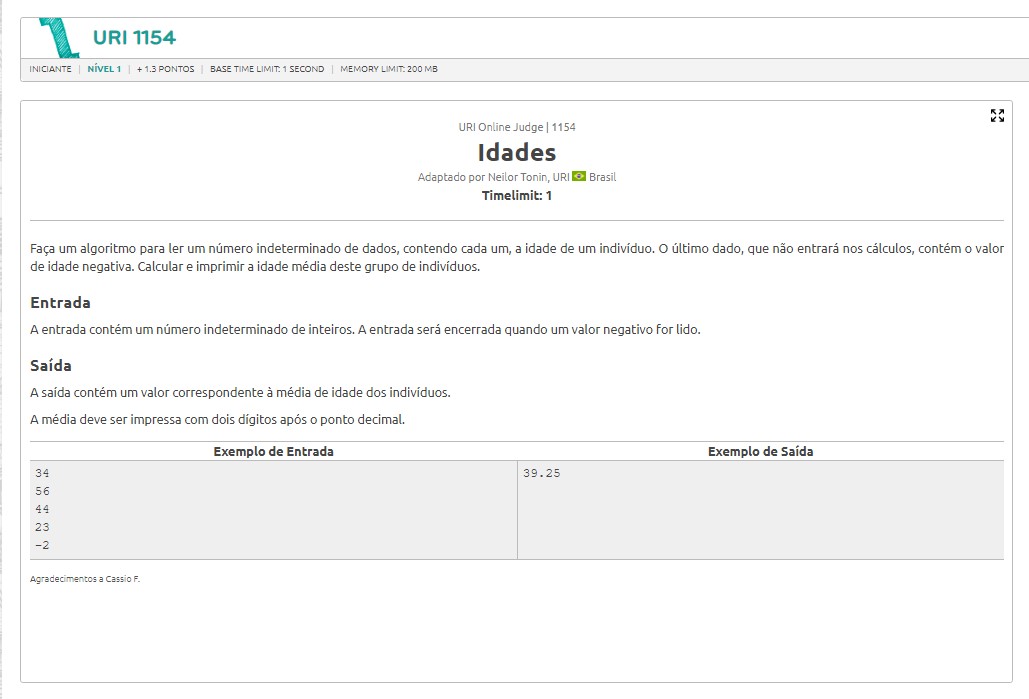 URI 1154
INICIANTE | NÍVEL 1 | + 1.3 PONTOS | BASE TIME LIMIT: 1 SECOND | MEMORY LIMIT: 200 MB
URI Online Judge | 1154
Idades
Adaptado por Neilor Tonin, URI Brasil
Timelimit: 1
Faça um algoritmo para ler um número indeterminado de dados, contendo cada um, a idade de um indivíduo. O último dado, que não entrará nos cálculos, contém o valor
de idade negativa. Calcular e imprimir a idade média deste grupo de indivíduos.
Entrada
A entrada contém um número indeterminado de inteiros. A entrada será encerrada quando um valor negativo for lido.
Saída
A saída contém um valor correspondente à média de idade dos indivíduos.
A média deve ser impressa com dois dígitos após o ponto decimal.
Exemplo de Entrada Exemplo de Saída
34 39.25
56
44
23
-2
Agradecimentos a Cassio F.